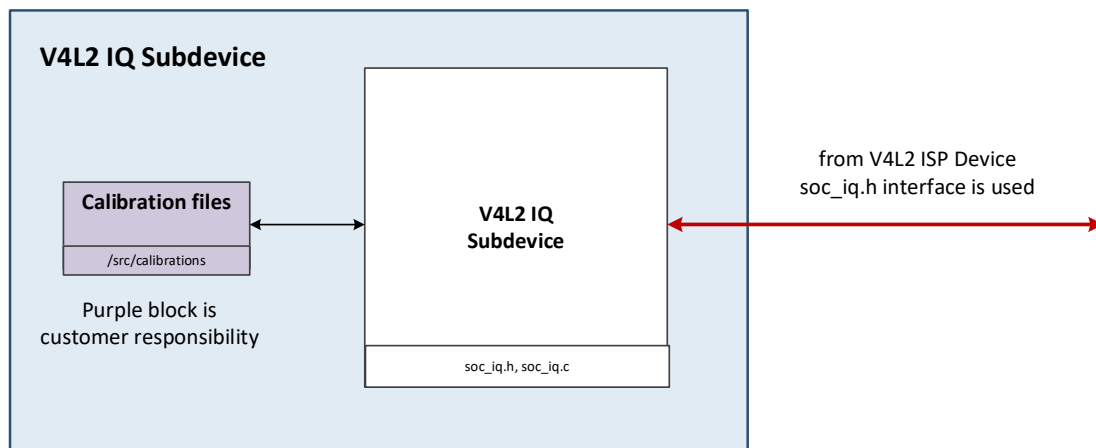 V4L2 IQ Subdevice
Calibration files
/src/calibrations
Purple block is
customer responsibility
V4L2 IQ
Subdevice
soc_iq.h, soc_iq.c
from V4L2 ISP Device
soc_iq.h interface is used